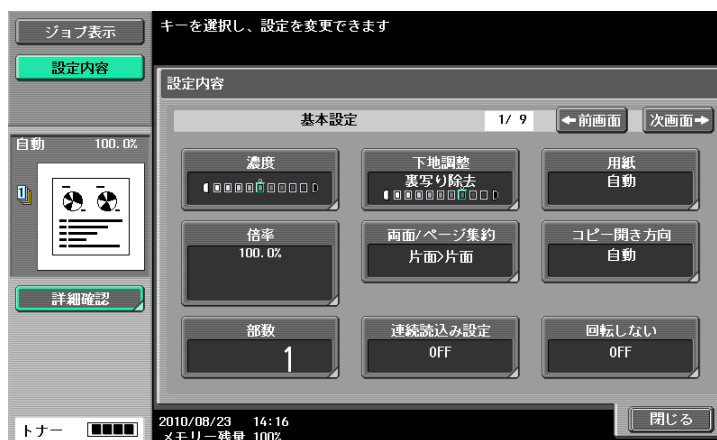 ジョブ表示
キーを選択し、設定を変更できます
設定内容
設定内容
基本設定
1/ 9
←前画面
次画面→
自動 100.0%
1
濃度
下地調整
裏写り除去
用紙
自動
倍率
100.0%
両面/ページ集約
片面>片面
コピー開き方向
自動
詳細確認
部数
1
連続読込み設定
OFF
回転しない
OFF
トナー
2010/08/23 14:16
メモリー残量 100%
閉じる